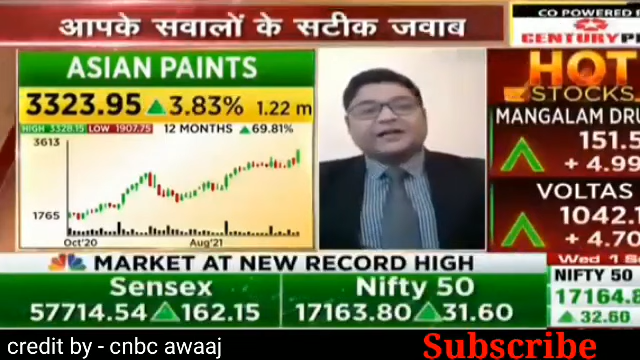 आपके सवालों के सटीक जवाब
CO POWERED
CENTURYP
ASIAN PAINTS
3323.95 ▲3.83% 1.22 m
HIGH 3328.15 LOW 1907.75 12 MONTHS ▲69.81%
3613
1765
Oct'20 Aug'21
HOT
STOCKS
MANGALAM DRU
151.5
+ 4.99
VOLTAS
1042.1
+ 4.70
Wed 1 Se
MARKET AT NEW RECORD HIGH
Sensex Nifty 50
57714.54 ▲162.15 17163.80 ▲31.60
NIFTY 50
17164.8
▲ 32.60
credit by - cnbc awaaj
Subscribe